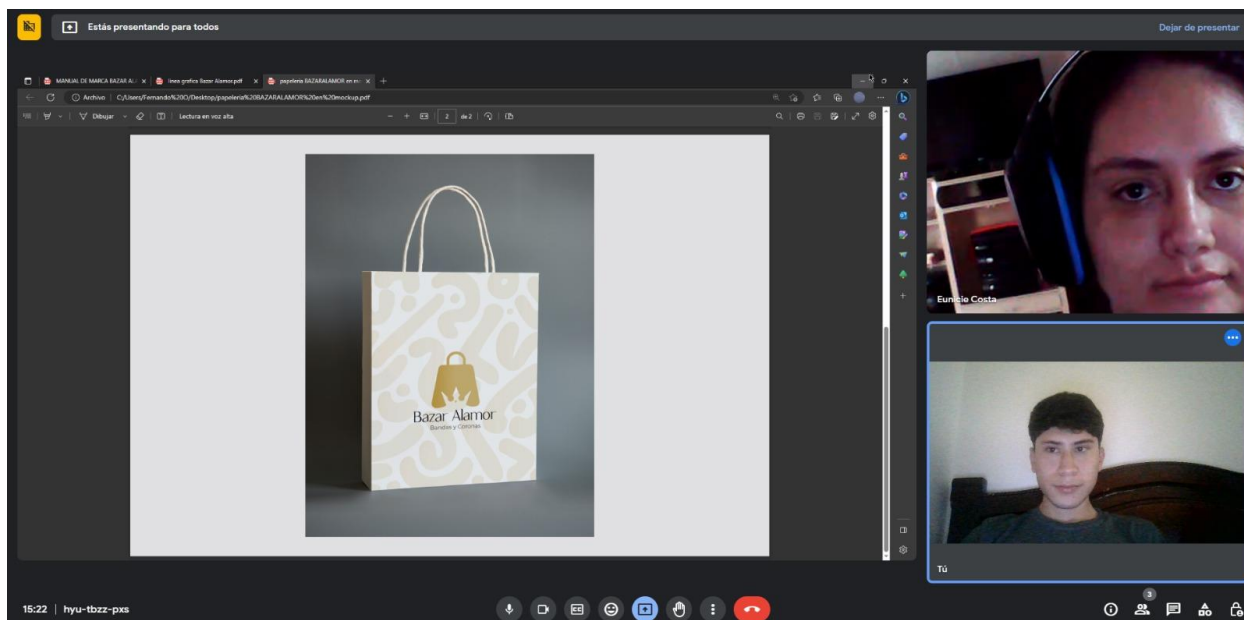 Estás presentando para todos
Dejar de presentar
MANUAL DE MARCA BAZAR AL
linea grafica Bazar Alamor.pdf
papeleria BAZARALAMOR en m
Archivo
C:/Users/Fernando%20O/Desktop/papeleria%20BAZARALAMOR%20en%20mockup.pdf
Dibujar
Lectura en voz alta
2
de 2
Bazar Alamor
Bandas y Coronas
Eunicie Costa
Tú
15:22 | hyu-tbzz-pxs
3